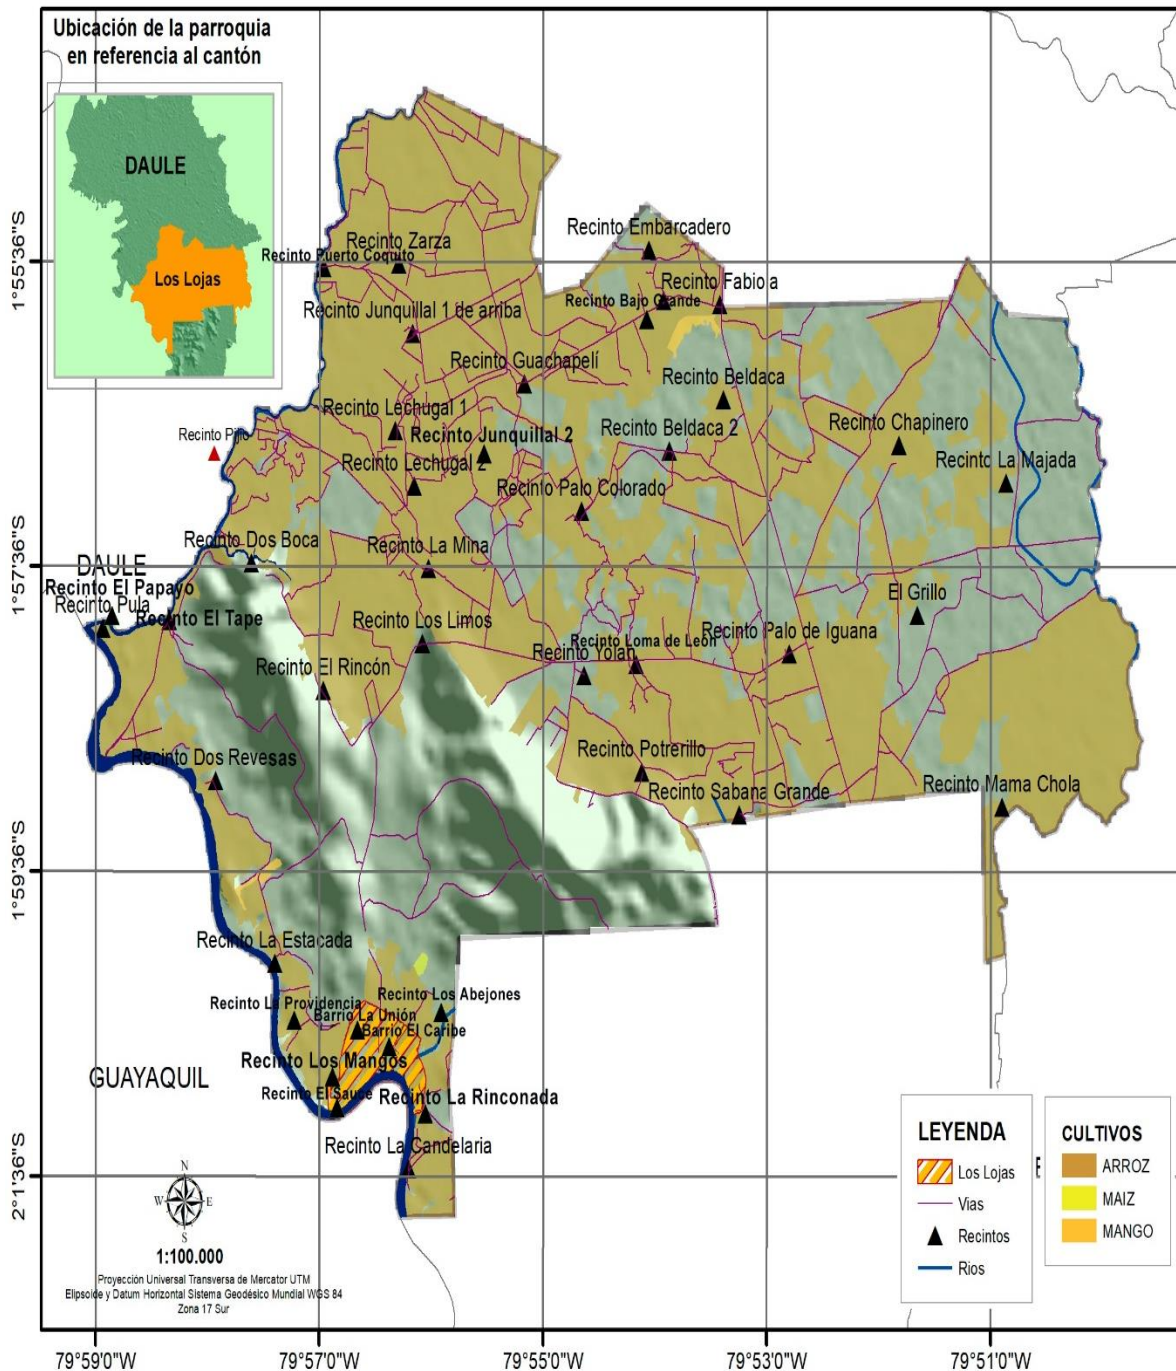 Ubicación de la parroquia
en referencia al cantón
DAULE
Los Lojas
1°55'36"S
1°57'36"S
1°59'36"S
2°1'36"S
Recinto Embarcadero
Recinto Zarza
Recinto Puerto Coquito
Recinto Fabiola
Recinto Bajo Grande
Recinto Junquillal 1 de arriba
Recinto Guachapelí
Recinto Beldaca
Recinto Lechugal 1
Recinto Chapinero
Recinto Beldaca 2
Recinto Pijio
Recinto Junquillal 2
Recinto La Majada
Recinto Lechugal 2
Recinto Palo Colorado
Recinto Dos Boca
Recinto La Mina
DAULE
Recinto El Papayo
El Grillo
Recinto Pula
Recinto El Tape
Recinto Los Limos
Recinto Palo de Iguana
Recinto Loma de León
Recinto Yolan
Recinto El Rincón
Recinto Potrerillo
Recinto Dos Revesas
Recinto Sabana Grande
Recinto Mama Chola
Recinto La Estacada
Recinto Los Abejones
Recinto La Providencia
Barrio La Unión
Barrio El Caribe
Recinto Los Mangos
GUAYAQUIL
Recinto El Sauce
Recinto La Rinconada
Recinto La Candelaria
N
W
E
S
1:100.000
Proyección Universal Transversa de Mercator UTM
Elipsoide y Datum Horizontal Sistema Geodésico Mundial WGS 84
Zona 17 Sur
LEYENDA
Los Lojas
Vias
Recintos
Rios
E
CULTIVOS
ARROZ
MAIZ
MANGO
79°59'0"W
79°57'0"W
79°55'0"W
79°53'0"W
79°51'0"W